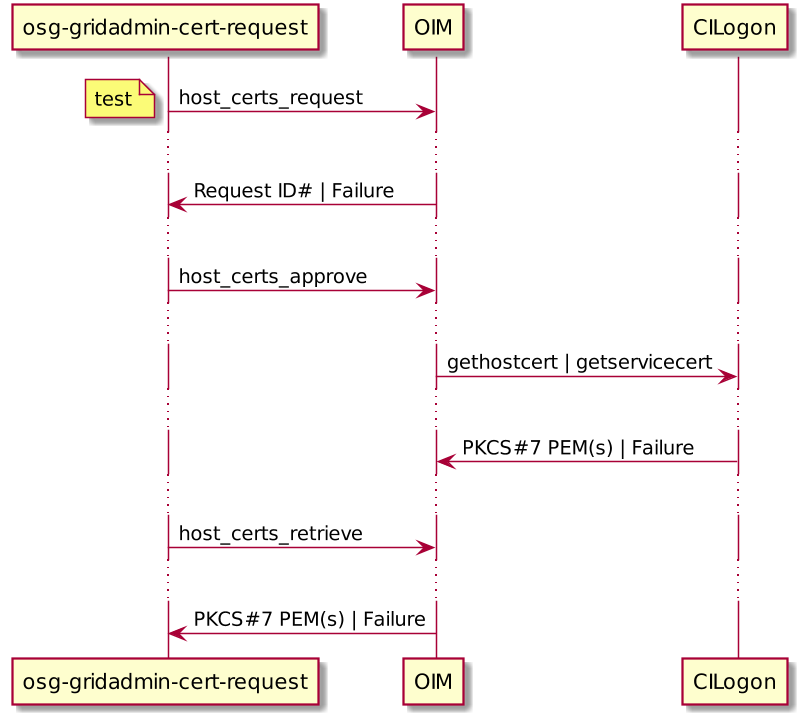 osg-gridadmin-cert-request
OIM
CILogon
test
host_certs_request
Request ID# | Failure
host_certs_approve
gethostcert | getservicecert
PKCS#7 PEM(s) | Failure
host_certs_retrieve
PKCS#7 PEM(s) | Failure
osg-gridadmin-cert-request
OIM
CILogon